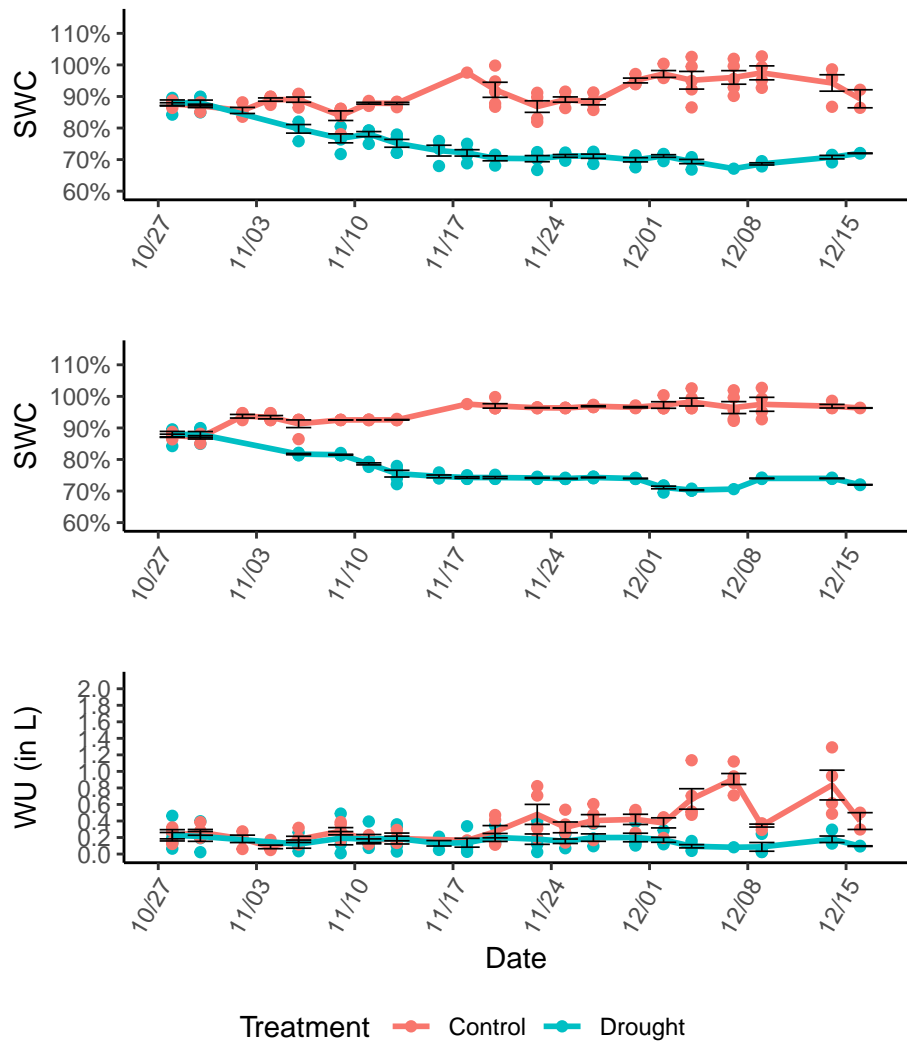 SWC
110%
100%
90%
80%
70%
60%
10/27 11/03 11/10 11/17 11/24 12/01 12/08 12/15
SWC
110%
100%
90%
80%
70%
60%
10/27 11/03 11/10 11/17 11/24 12/01 12/08 12/15
WU (in L)
2.0
1.8
1.6
1.4
1.2
1.0
0.8
0.6
0.4
0.2
0.0
10/27 11/03 11/10 11/17 11/24 12/01 12/08 12/15
Date
Treatment Control Drought